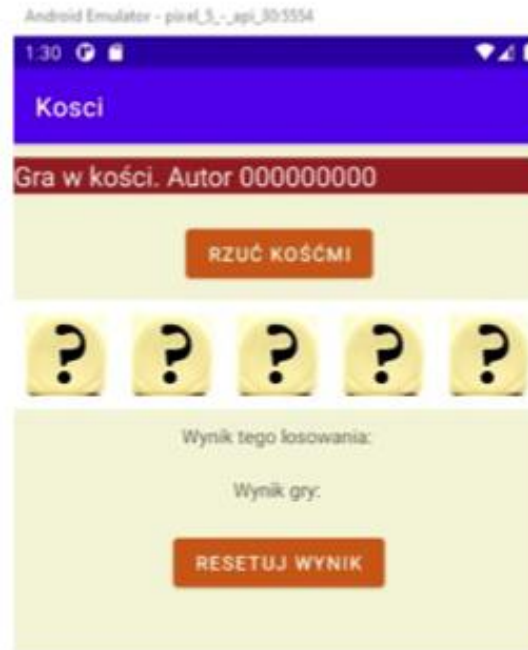 Android Emulator - pixel_5_-_api_30:5554
1:30
Kosci
Gra w kości. Autor 000000000
RZUĆ KOŚĆMI
? ? ? ? ?
Wynik tego losowania:
Wynik gry:
RESETUJ WYNIK